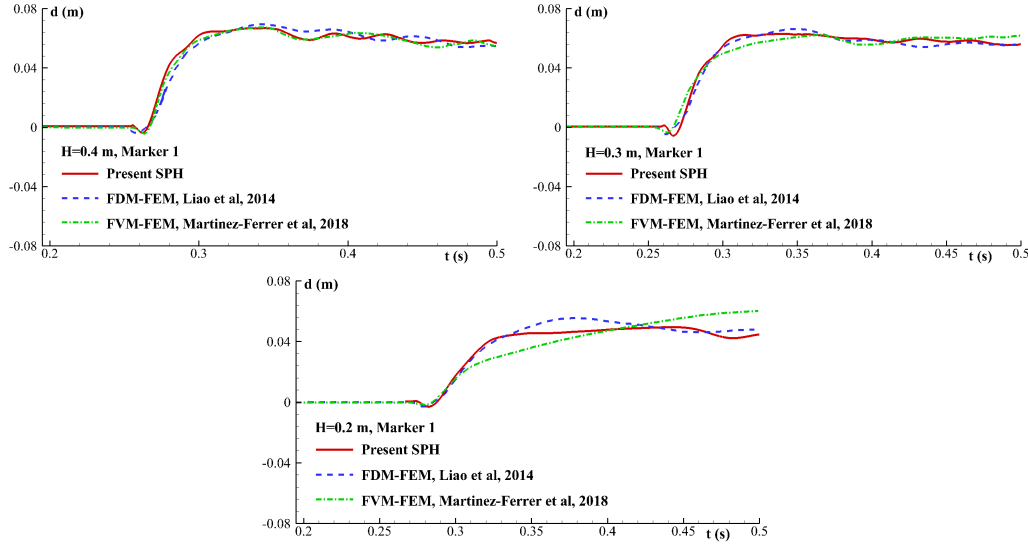 d (m)
0.08
0.04
0
-0.04
-0.08
H=0.4 m, Marker 1
Present SPH
FDM-FEM, Liao et al, 2014
FVM-FEM, Martinez-Ferrer et al, 2018
0.2 0.3 0.4 0.5
t (s)
d (m)
0.08
0.04
0
-0.04
-0.08
H=0.3 m, Marker 1
Present SPH
FDM-FEM, Liao et al, 2014
FVM-FEM, Martinez-Ferrer et al, 2018
0.2 0.25 0.3 0.35 0.4 0.45 0.5
t (s)
d (m)
0.08
0.04
0
-0.04
-0.08
H=0.2 m, Marker 1
Present SPH
FDM-FEM, Liao et al, 2014
FVM-FEM, Martinez-Ferrer et al, 2018
0.2 0.25 0.3 0.35 0.4 0.45 0.5
t (s)